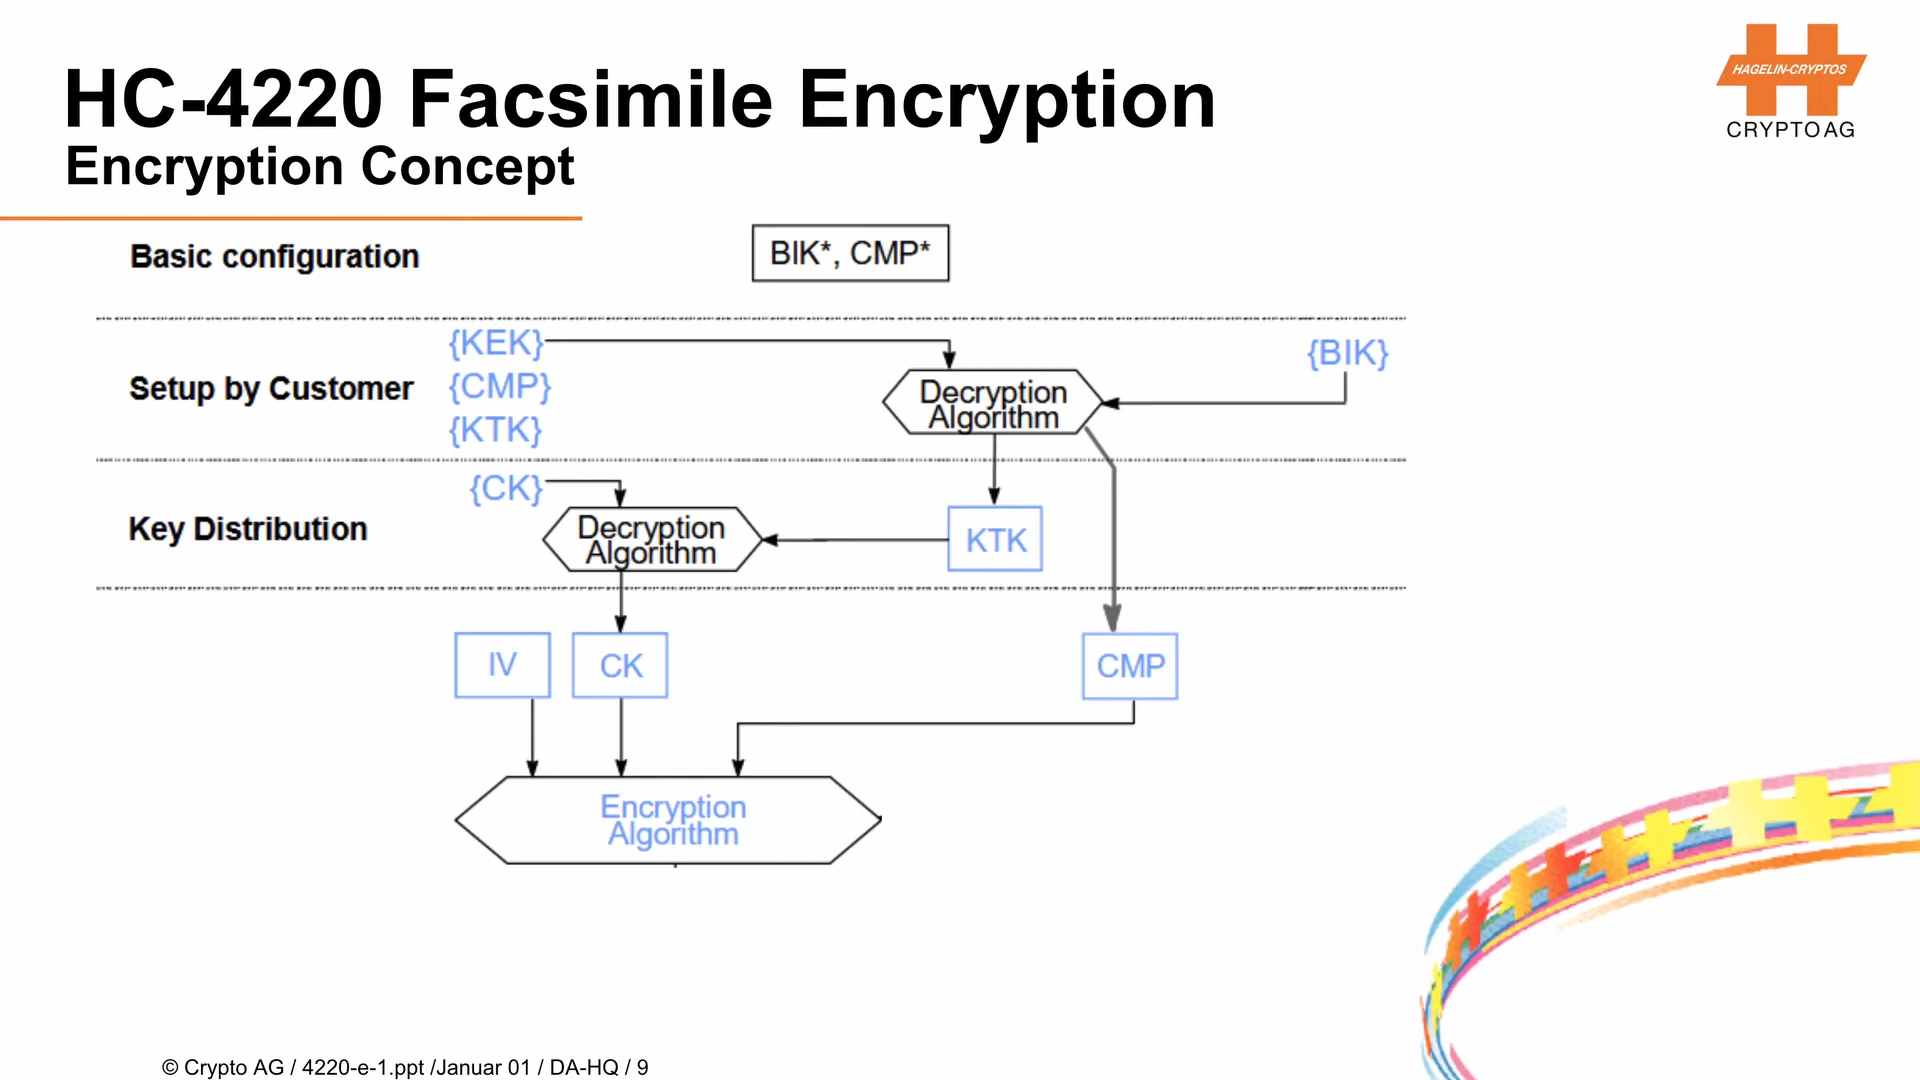 HC-4220 Facsimile Encryption
Encryption Concept
HAGELIN-CRYPTOS
CRYPTO AG
Basic configuration
BIK*, CMP*
Setup by Customer
{KEK}
{CMP}
{KTK}
Decryption
Algorithm
{BIK}
Key Distribution
{CK}
Decryption
Algorithm
KTK
IV
CK
CMP
Encryption
Algorithm
© Crypto AG / 4220-e-1.ppt /Januar 01 / DA-HQ / 9